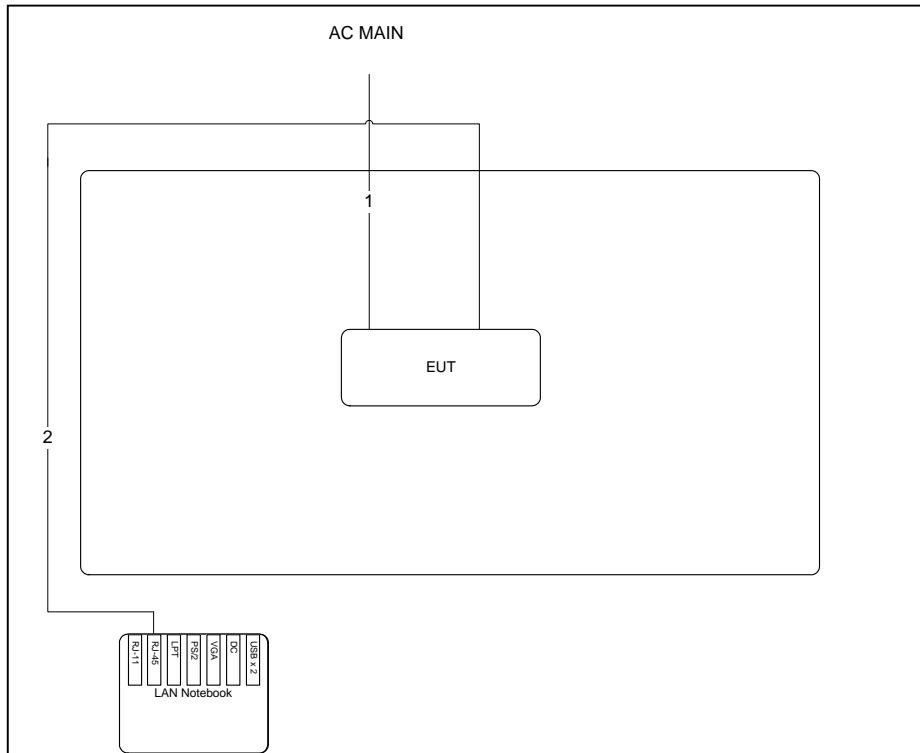 AC MAIN
1
EUT
2
RJ-11
RJ-45
LPT
PS/2
VGA
DC
USB x 2
LAN Notebook